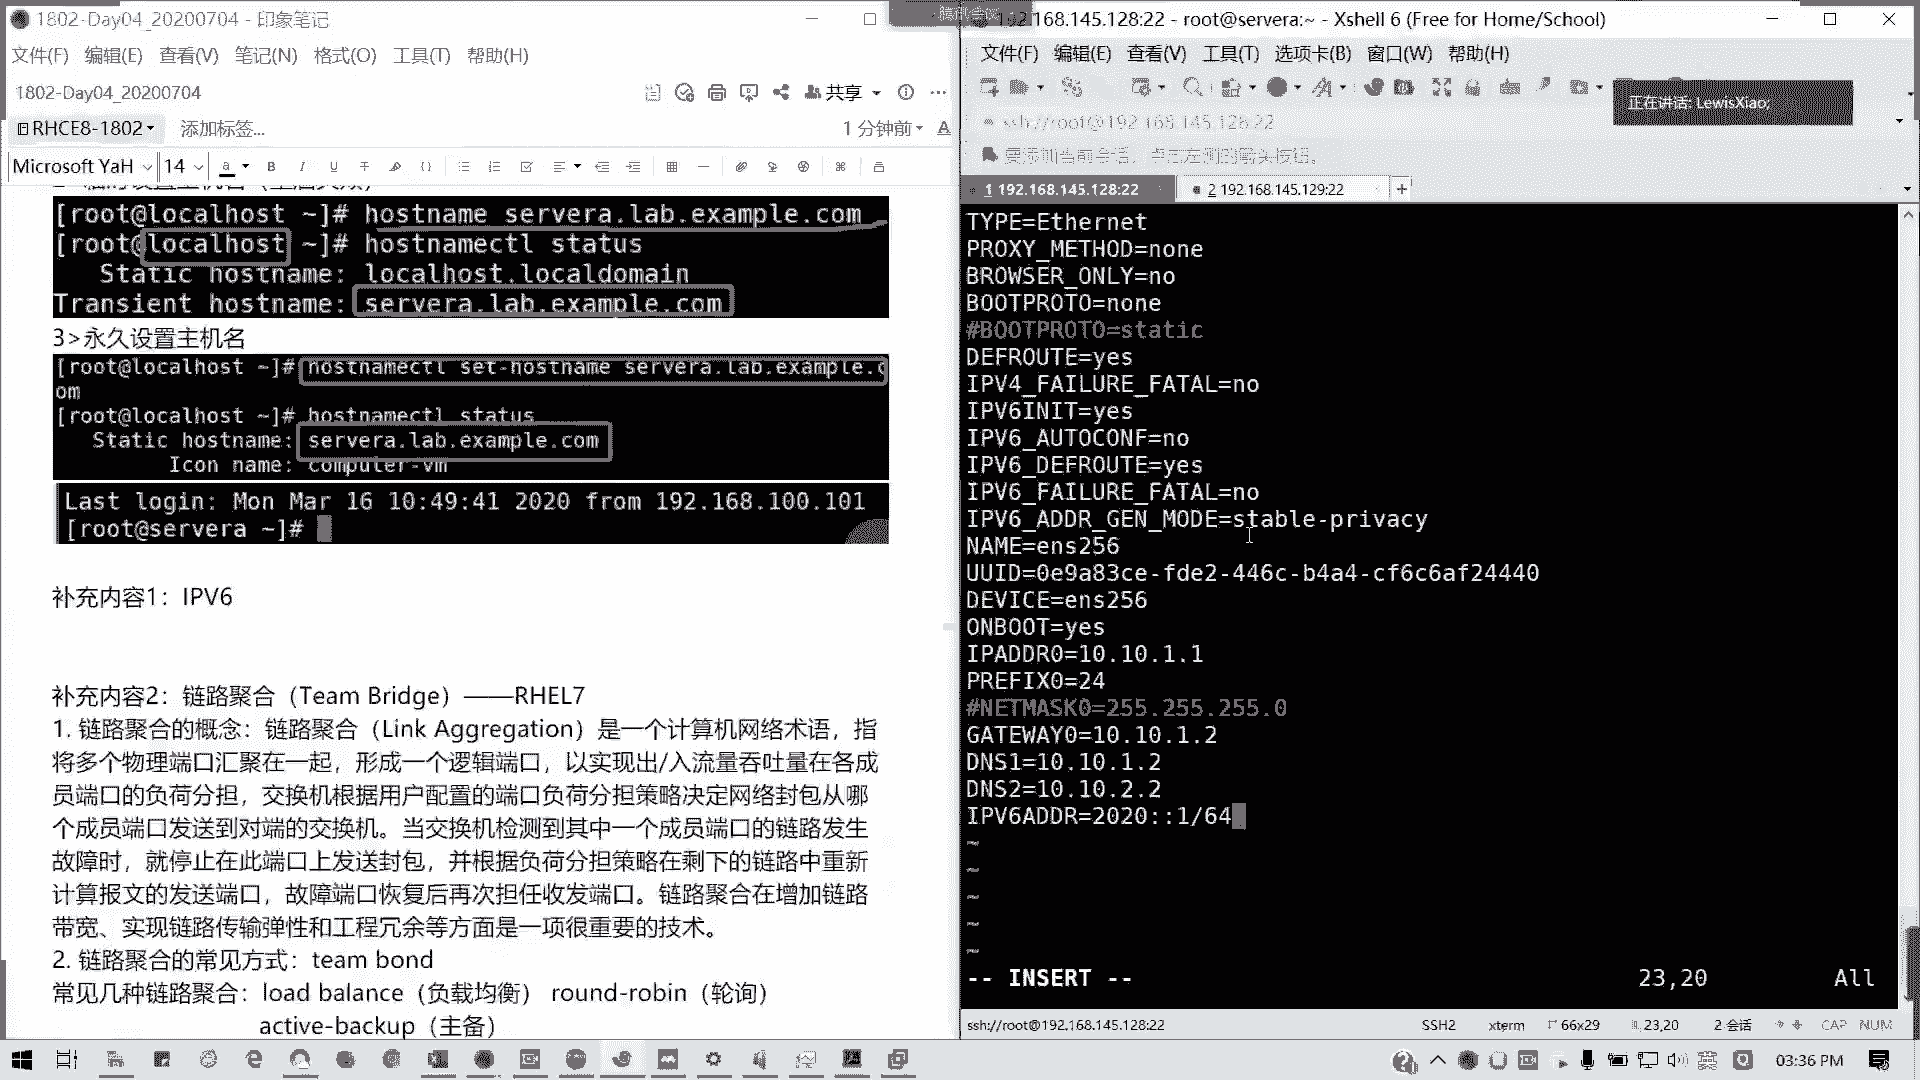 1802-Day04_20200704 - 印象笔记
文件(F) 编辑(E) 查看(V) 笔记(N) 格式(O) 工具(T) 帮助(H)
1802-Day04_20200704
共享
RHCE8-1802
添加标签...
1 分钟前
Microsoft YaH 14
[root@localhost ~]# hostname servera.lab.example.com
[root@localhost ~]# hostnamectl status
Static hostname: localhost.localdomain
Transient hostname: servera.lab.example.com
3>永久设置主机名
[root@localhost ~]# hostnamectl set-hostname servera.lab.example.c
om
[root@localhost ~]# hostnamectl status
Static hostname: servera.lab.example.com
Icon name: computer-vm
Last login: Mon Mar 16 10:49:41 2020 from 192.168.100.101
[root@servera ~]#
补充内容1：IPV6
补充内容2：链路聚合（Team Bridge）——RHEL7
1. 链路聚合的概念：链路聚合（Link Aggregation）是一个计算机网络术语，指
将多个物理端口汇聚在一起，形成一个逻辑端口，以实现出/入流量吞吐量在各成
员端口的负荷分担，交换机根据用户配置的端口负荷分担策略决定网络封包从哪
个成员端口发送到对端的交换机。当交换机检测到其中一个成员端口的链路发生
故障时，就停止在此端口上发送封包，并根据负荷分担策略在剩下的链路中重新
计算报文的发送端口，故障端口恢复后再次担任收发端口。链路聚合在增加链路
带宽、实现链路传输弹性和工程冗余等方面是一项很重要的技术。
2. 链路聚合的常见方式：team bond
常见几种链路聚合：load balance（负载均衡） round-robin（轮询）
active-backup（主备）
腾讯会议
192.168.145.128:22 - root@servera:~ - Xshell 6 (Free for Home/School)
文件(F) 编辑(E) 查看(V) 工具(T) 选项卡(B) 窗口(W) 帮助(H)
正在讲话: LewisXiao;
ssh://root@192.168.145.128:22
要添加当前会话，点击左侧的箭头按钮。
1 192.168.145.128:22
2 192.168.145.129:22
TYPE=Ethernet
PROXY_METHOD=none
BROWSER_ONLY=no
BOOTPROTO=none
#BOOTPROTO=static
DEFROUTE=yes
IPV4_FAILURE_FATAL=no
IPV6INIT=yes
IPV6_AUTOCONF=no
IPV6_DEFROUTE=yes
IPV6_FAILURE_FATAL=no
IPV6_ADDR_GEN_MODE=stable-privacy
NAME=ens256
UUID=0e9a83ce-fde2-446c-b4a4-cf6c6af24440
DEVICE=ens256
ONBOOT=yes
IPADDR0=10.10.1.1
PREFIX0=24
#NETMASK0=255.255.255.0
GATEWAY0=10.10.1.2
DNS1=10.10.1.2
DNS2=10.10.2.2
IPV6ADDR=2020::1/64
~
~
~
~
~
-- INSERT -- 23,20 All
ssh://root@192.168.145.128:22 SSH2 xterm 66x29 23,20 2 会话 CAP NUM
英
03:36 PM